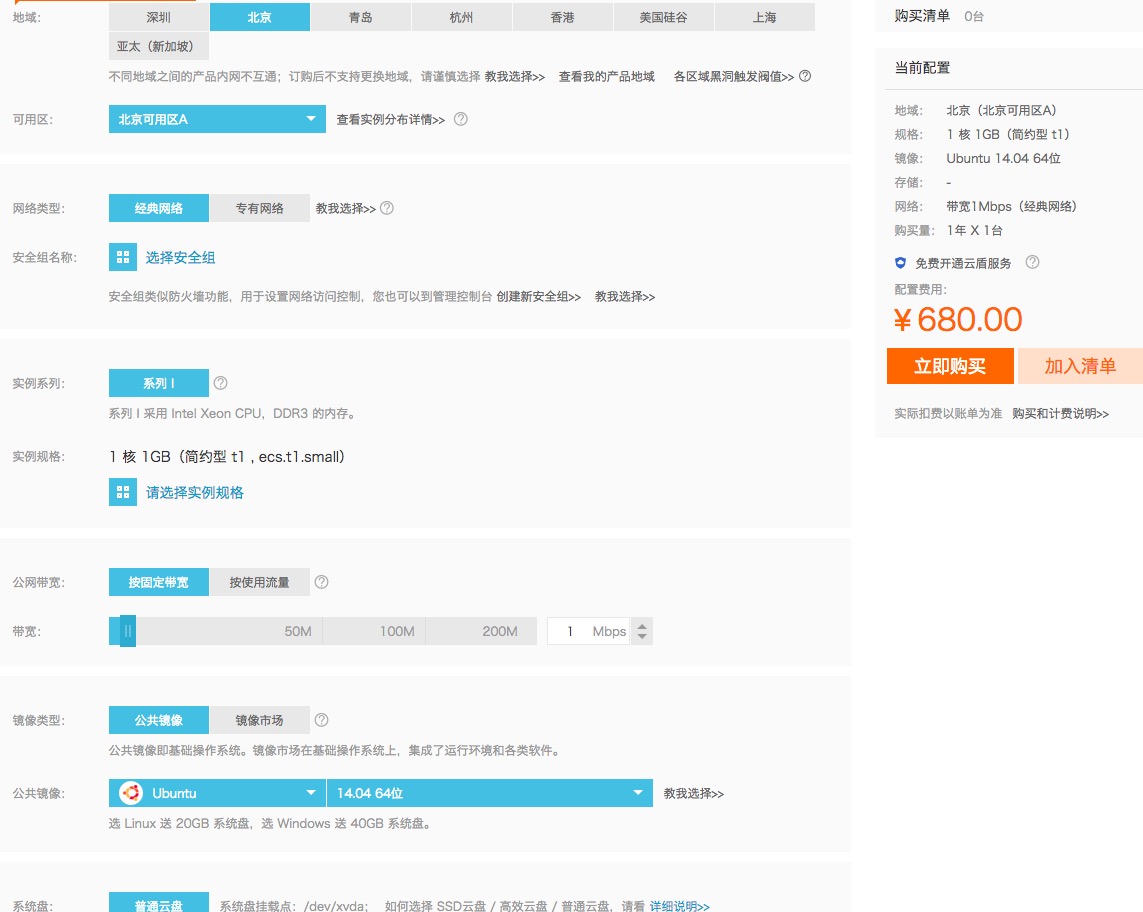 地域: 深圳 北京 青岛 杭州 香港 美国硅谷 上海
亚太（新加坡）
不同地域之间的产品内网不互通；订购后不支持更换地域，请谨慎选择 教我选择>> 查看我的产品地域 各区域黑洞触发阀值>> ?
可用区: 北京可用区A 查看实例分布详情>> ?
网络类型: 经典网络 专有网络 教我选择>> ?
安全组名称: 选择安全组
安全组类似防火墙功能，用于设置网络访问控制，您也可以到管理控制台 创建新安全组>> 教我选择>>
实例系列: 系列 I ?
系列 I 采用 Intel Xeon CPU，DDR3 的内存。
实例规格: 1 核 1GB（简约型 t1 , ecs.t1.small）
请选择实例规格
公网带宽: 按固定带宽 按使用流量 ?
带宽: 50M 100M 200M 1 Mbps
镜像类型: 公共镜像 镜像市场 ?
公共镜像即基础操作系统。镜像市场在基础操作系统上，集成了运行环境和各类软件。
公共镜像: Ubuntu 14.04 64位 教我选择>>
选 Linux 送 20GB 系统盘，选 Windows 送 40GB 系统盘。
系统盘: 普通云盘 系统盘挂载点：/dev/xvda； 如何选择 SSD云盘 / 高效云盘 / 普通云盘，请看 详细说明>>
购买清单 0台
当前配置
地域: 北京（北京可用区A）
规格: 1 核 1GB（简约型 t1）
镜像: Ubuntu 14.04 64位
存储: -
网络: 带宽1Mbps（经典网络）
购买量: 1年 X 1台
免费开通云盾服务 ?
配置费用:
¥680.00
立即购买 加入清单
实际扣费以账单为准 购买和计费说明>>